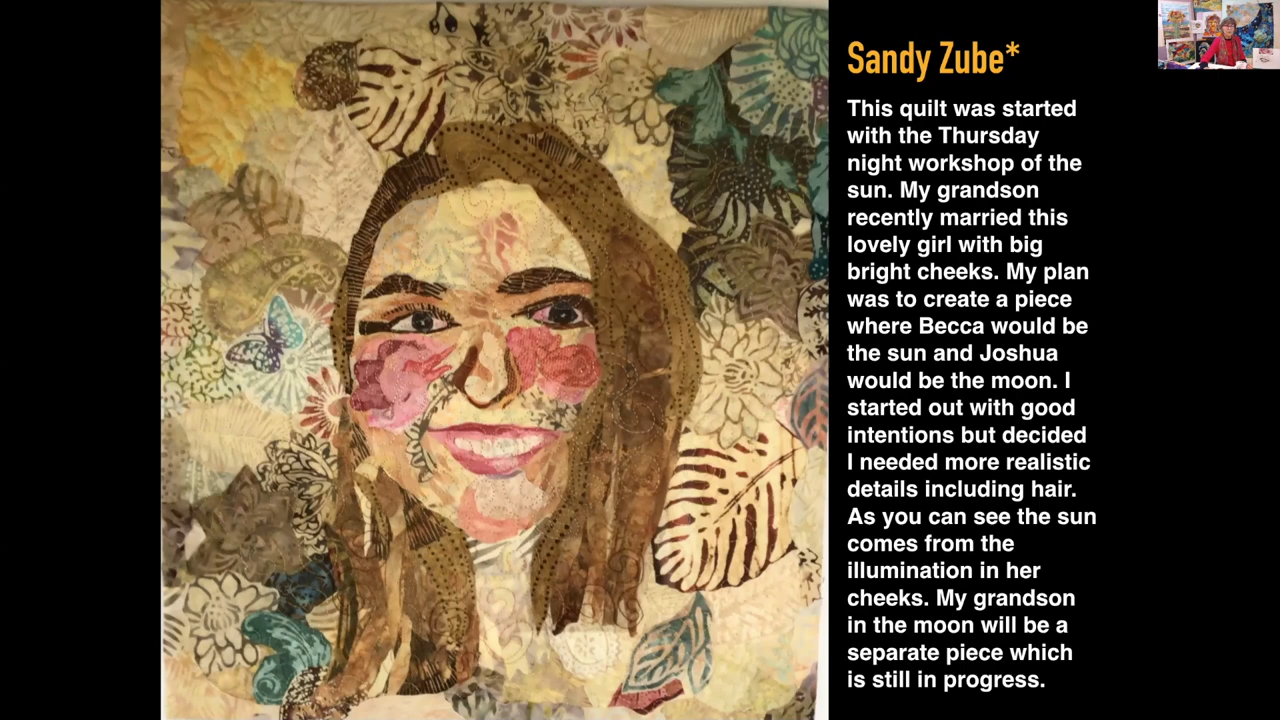 Sandy Zube*
This quilt was started
with the Thursday
night workshop of the
sun. My grandson
recently married this
lovely girl with big
bright cheeks. My plan
was to create a piece
where Becca would be
the sun and Joshua
would be the moon. I
started out with good
intentions but decided
I needed more realistic
details including hair.
As you can see the sun
comes from the
illumination in her
cheeks. My grandson
in the moon will be a
separate piece which
is still in progress.